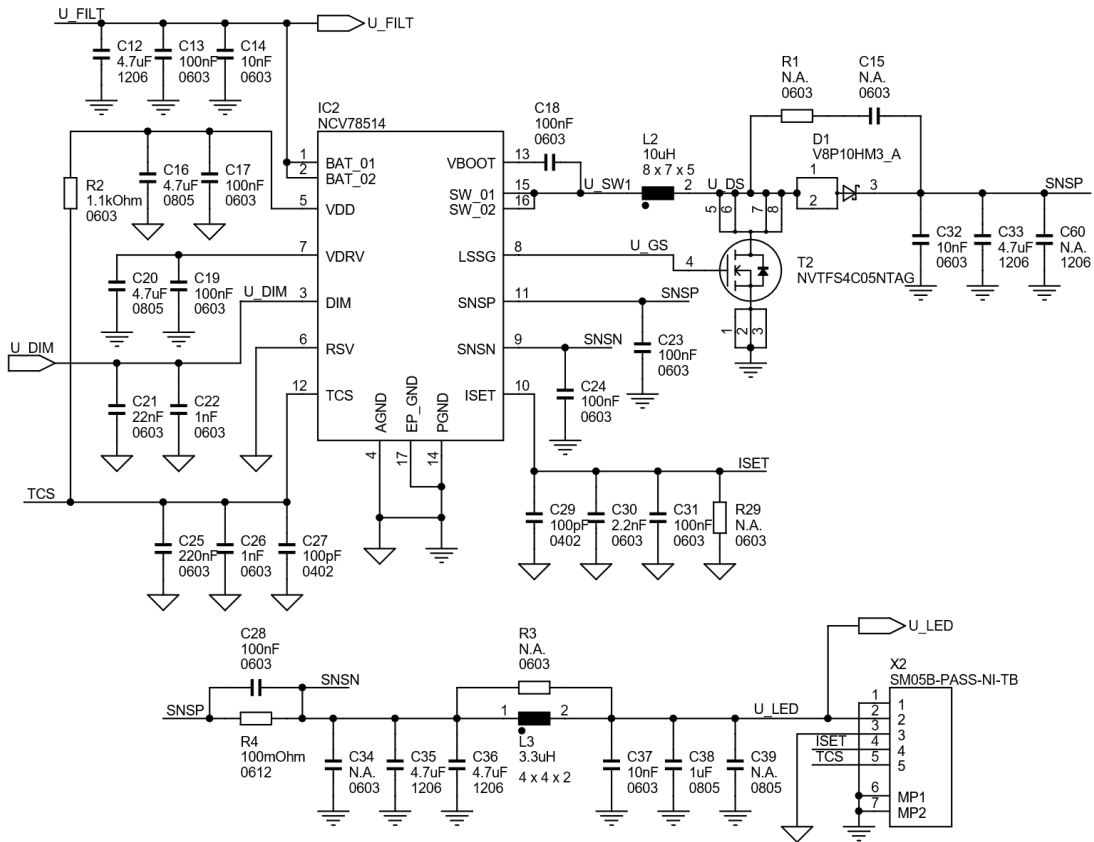 U_FILT
U_FILT
C12
4.7uF
1206
C13
100nF
0603
C14
10nF
0603
R2
1.1kOhm
0603
C16
4.7uF
0805
C17
100nF
0603
IC2
NCV78514
1
BAT_01
2
BAT_02
5
VDD
7
VDRV
3
DIM
6
RSV
12
TCS
AGND
EP_GND
PGND
4
17
14
VBOOT
13
SW_01
15
SW_02
16
LSSG
8
SNSP
11
SNSN
9
ISET
10
C20
4.7uF
0805
C19
100nF
0603
U_DIM
U_DIM
C21
22nF
0603
C22
1nF
0603
TCS
C25
220nF
0603
C26
1nF
0603
C27
100pF
0402
C18
100nF
0603
U_SW1
L2
10uH
8 x 7 x 5
2
U_DS
5
6
7
8
R1
N.A.
0603
C15
N.A.
0603
D1
V8P10HM3_A
1
2
3
SNSP
C32
10nF
0603
C33
4.7uF
1206
C60
N.A.
1206
U_GS
4
T2
NVTFS4C05NTAG
1
2
3
SNSP
C23
100nF
0603
SNSN
C24
100nF
0603
ISET
C29
100pF
0402
C30
2.2nF
0603
C31
100nF
0603
R29
N.A.
0603
C28
100nF
0603
SNSN
SNSP
R4
100mOhm
0612
C34
N.A.
0603
C35
4.7uF
1206
C36
4.7uF
1206
R3
N.A.
0603
1
2
L3
3.3uH
4 x 4 x 2
C37
10nF
0603
C38
1uF
0805
C39
N.A.
0805
U_LED
U_LED
X2
SM05B-PASS-NI-TB
1
1
2
2
3
3
ISET
4
4
TCS
5
5
6
MP1
7
MP2